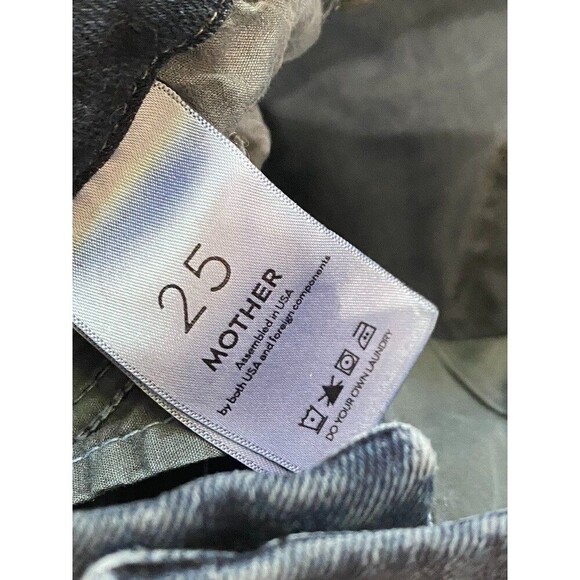 25
MOTHER
Assembled in USA
by both USA and foreign components
DO YOUR OWN LAUNDRY